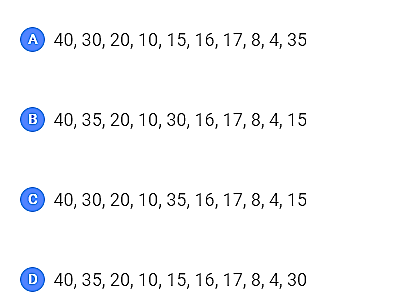 A 40, 30, 20, 10, 15, 16, 17, 8, 4, 35
B 40, 35, 20, 10, 30, 16, 17, 8, 4, 15
C 40, 30, 20, 10, 35, 16, 17, 8, 4, 15
D 40, 35, 20, 10, 15, 16, 17, 8, 4, 30